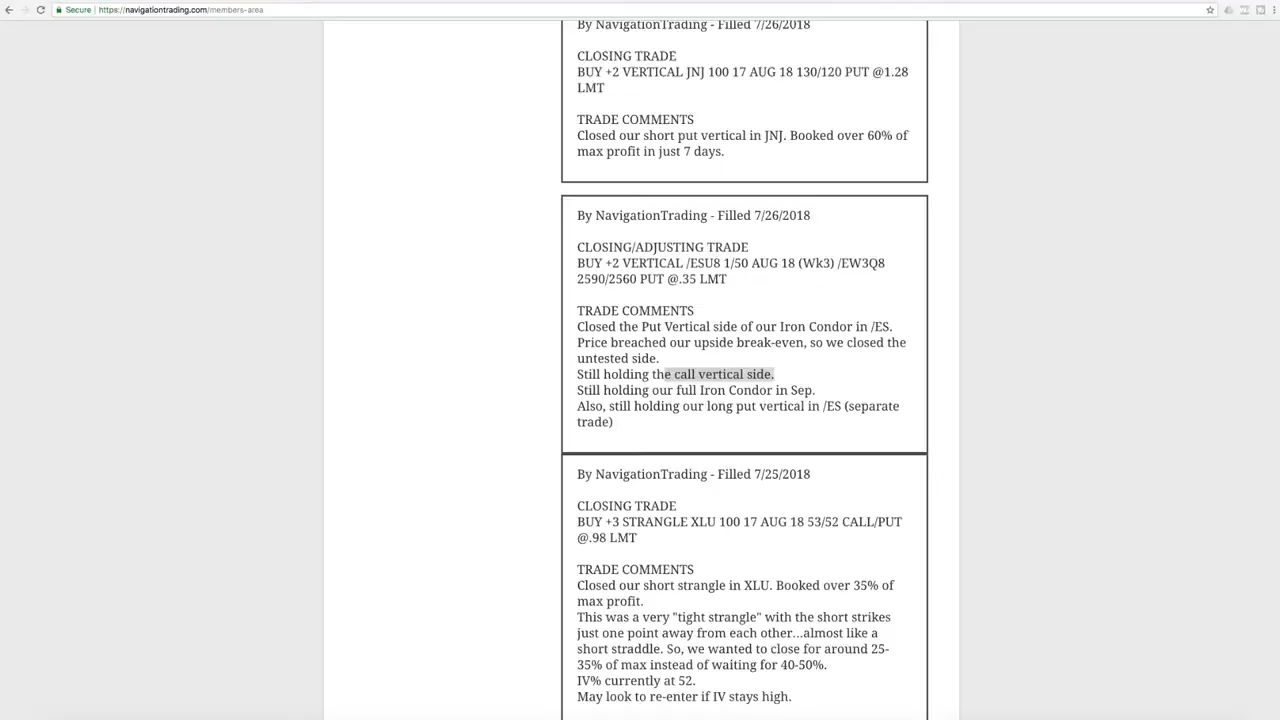 Secure https://navigationtrading.com/members-area
By NavigationTrading - Filled 7/26/2018
CLOSING TRADE
BUY +2 VERTICAL JNJ 100 17 AUG 18 130/120 PUT @1.28
LMT
TRADE COMMENTS
Closed our short put vertical in JNJ. Booked over 60% of
max profit in just 7 days.
By NavigationTrading - Filled 7/26/2018
CLOSING/ADJUSTING TRADE
BUY +2 VERTICAL /ESU8 1/50 AUG 18 (Wk3) /EW3Q8
2590/2560 PUT @.35 LMT
TRADE COMMENTS
Closed the Put Vertical side of our Iron Condor in /ES.
Price breached our upside break-even, so we closed the
untested side.
Still holding the call vertical side.
Still holding our full Iron Condor in Sep.
Also, still holding our long put vertical in /ES (separate
trade)
By NavigationTrading - Filled 7/25/2018
CLOSING TRADE
BUY +3 STRANGLE XLU 100 17 AUG 18 53/52 CALL/PUT
@.98 LMT
TRADE COMMENTS
Closed our short strangle in XLU. Booked over 35% of
max profit.
This was a very "tight strangle" with the short strikes
just one point away from each other...almost like a
short straddle. So, we wanted to close for around 25-
35% of max instead of waiting for 40-50%.
IV% currently at 52.
May look to re-enter if IV stays high.